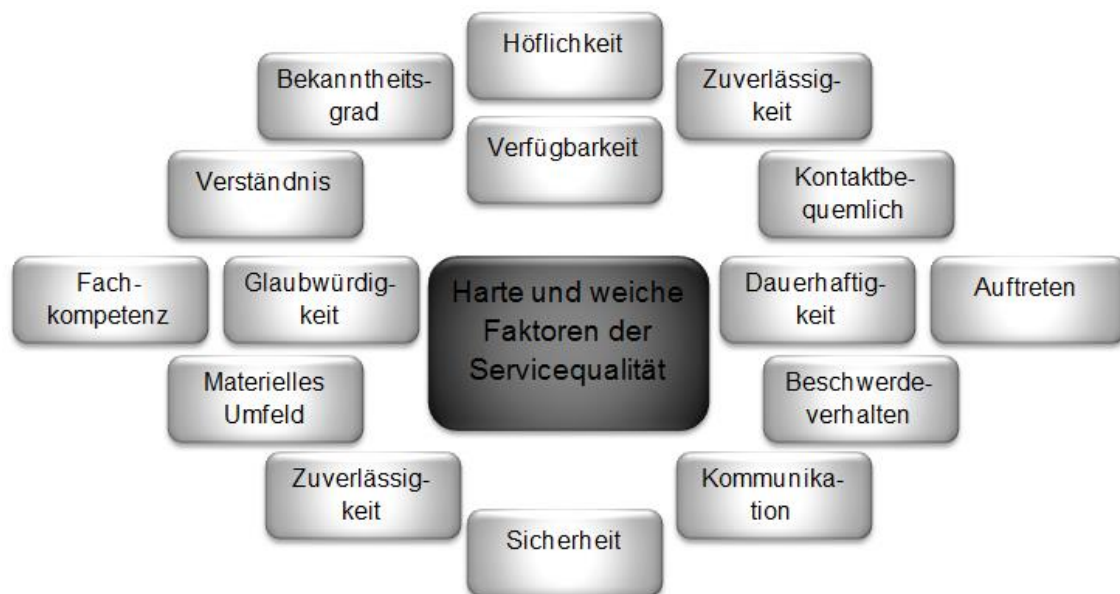 Höflichkeit
Bekanntheits-
grad
Zuverlässig-
keit
Verfügbarkeit
Verständnis
Kontaktbe-
quemlich
Fach-
kompetenz
Glaubwürdig-
keit
Harte und weiche
Faktoren der
Servicequalität
Dauerhaftig-
keit
Auftreten
Materielles
Umfeld
Beschwerde-
verhalten
Zuverlässig-
keit
Kommunika-
tion
Sicherheit